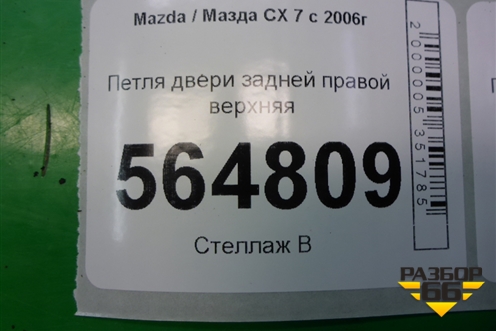 Mazda / Мазда CX 7 с 2006г
Петля двери задней правой
верхняя
564809
Стеллаж В
2000005351785
РАЗБОР
66